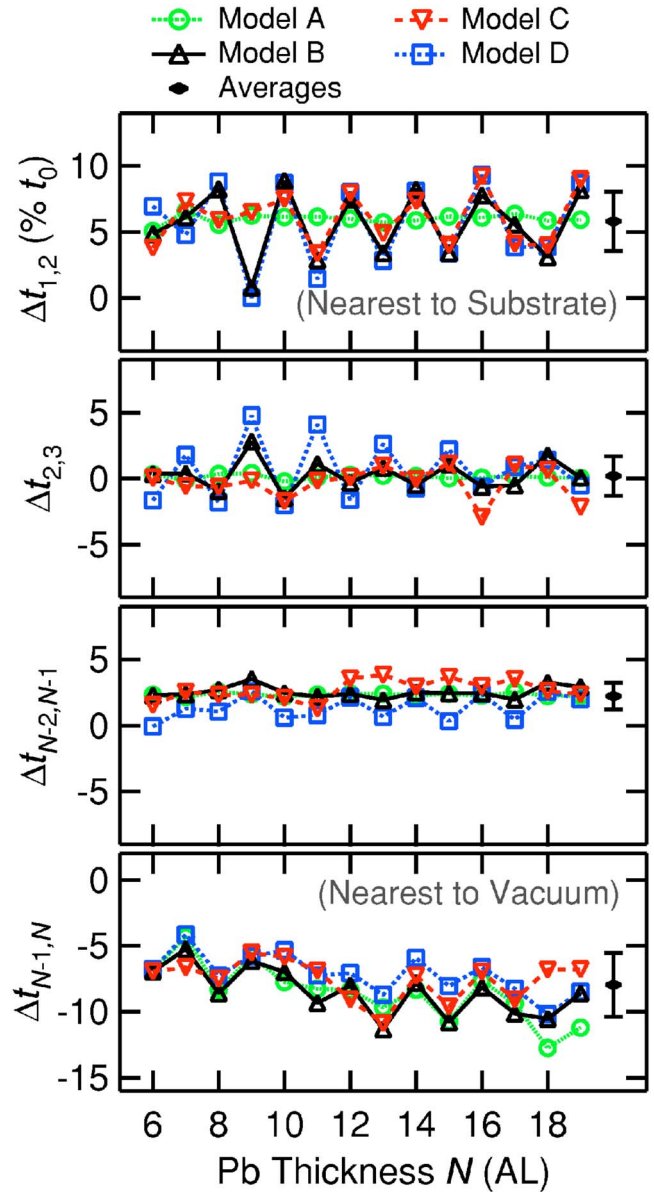 Model A Model C
Model B Model D
Averages
Δt1,2 (% t0)
10
5
0
(Nearest to Substrate)
Δt2,3
5
0
-5
ΔtN-2,N-1
5
0
-5
ΔtN-1,N
0
(Nearest to Vacuum)
-5
-10
-15
6 8 10 12 14 16 18
Pb Thickness N (AL)